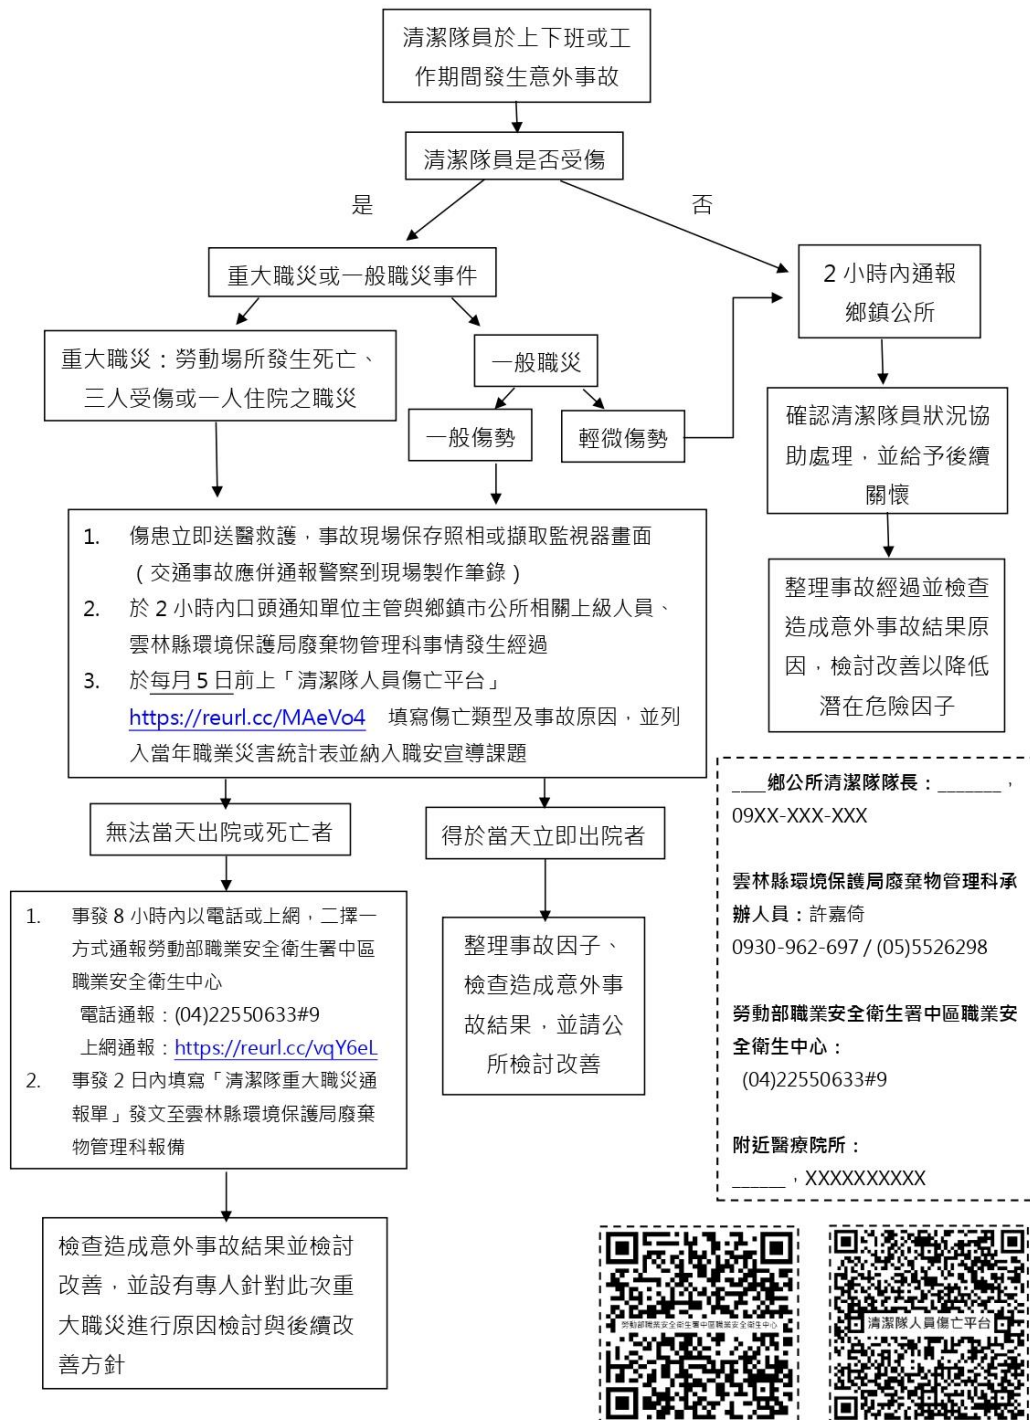 清潔隊員於上下班或工
作期間發生意外事故
清潔隊員是否受傷
是
否
重大職災或一般職災事件
2 小時內通報
鄉鎮公所
重大職災：勞動場所發生死亡、
三人受傷或一人住院之職災
一般職災
一般傷勢
輕微傷勢
確認清潔隊員狀況協
助處理，並給予後續
關懷
1. 傷患立即送醫救護，事故現場保存照相或擷取監視器畫面
（交通事故應併通報警察到現場製作筆錄）
2. 於 2 小時內口頭通知單位主管與鄉鎮市公所相關上級人員、
雲林縣環境保護局廢棄物管理科事情發生經過
3. 於每月 5 日前上「清潔隊人員傷亡平台」
https://reurl.cc/MAeVo4 填寫傷亡類型及事故原因，並列
入當年職業災害統計表並納入職安宣導課題
整理事故經過並檢查
造成意外事故結果原
因，檢討改善以降低
潛在危險因子
無法當天出院或死亡者
得於當天立即出院者
1. 事發 8 小時內以電話或上網，二擇一
方式通報勞動部職業安全衛生署中區
職業安全衛生中心
電話通報：(04)22550633#9
上網通報：https://reurl.cc/vqY6eL
2. 事發 2 日內填寫「清潔隊重大職災通
報單」發文至雲林縣環境保護局廢棄
物管理科報備
整理事故因子、
檢查造成意外事
故結果，並請公
所檢討改善
____鄉公所清潔隊隊長：_______，
09XX-XXX-XXX
雲林縣環境保護局廢棄物管理科承
辦人員：許嘉倚
0930-962-697 / (05)5526298
勞動部職業安全衛生署中區職業安
全衛生中心：
(04)22550633#9
附近醫療院所：
______，XXXXXXXXXX
檢查造成意外事故結果並檢討
改善，並設有專人針對此次重
大職災進行原因檢討與後續改
善方針
勞動部職業安全衛生署中區職業安全衛生中心
清潔隊人員傷亡平台